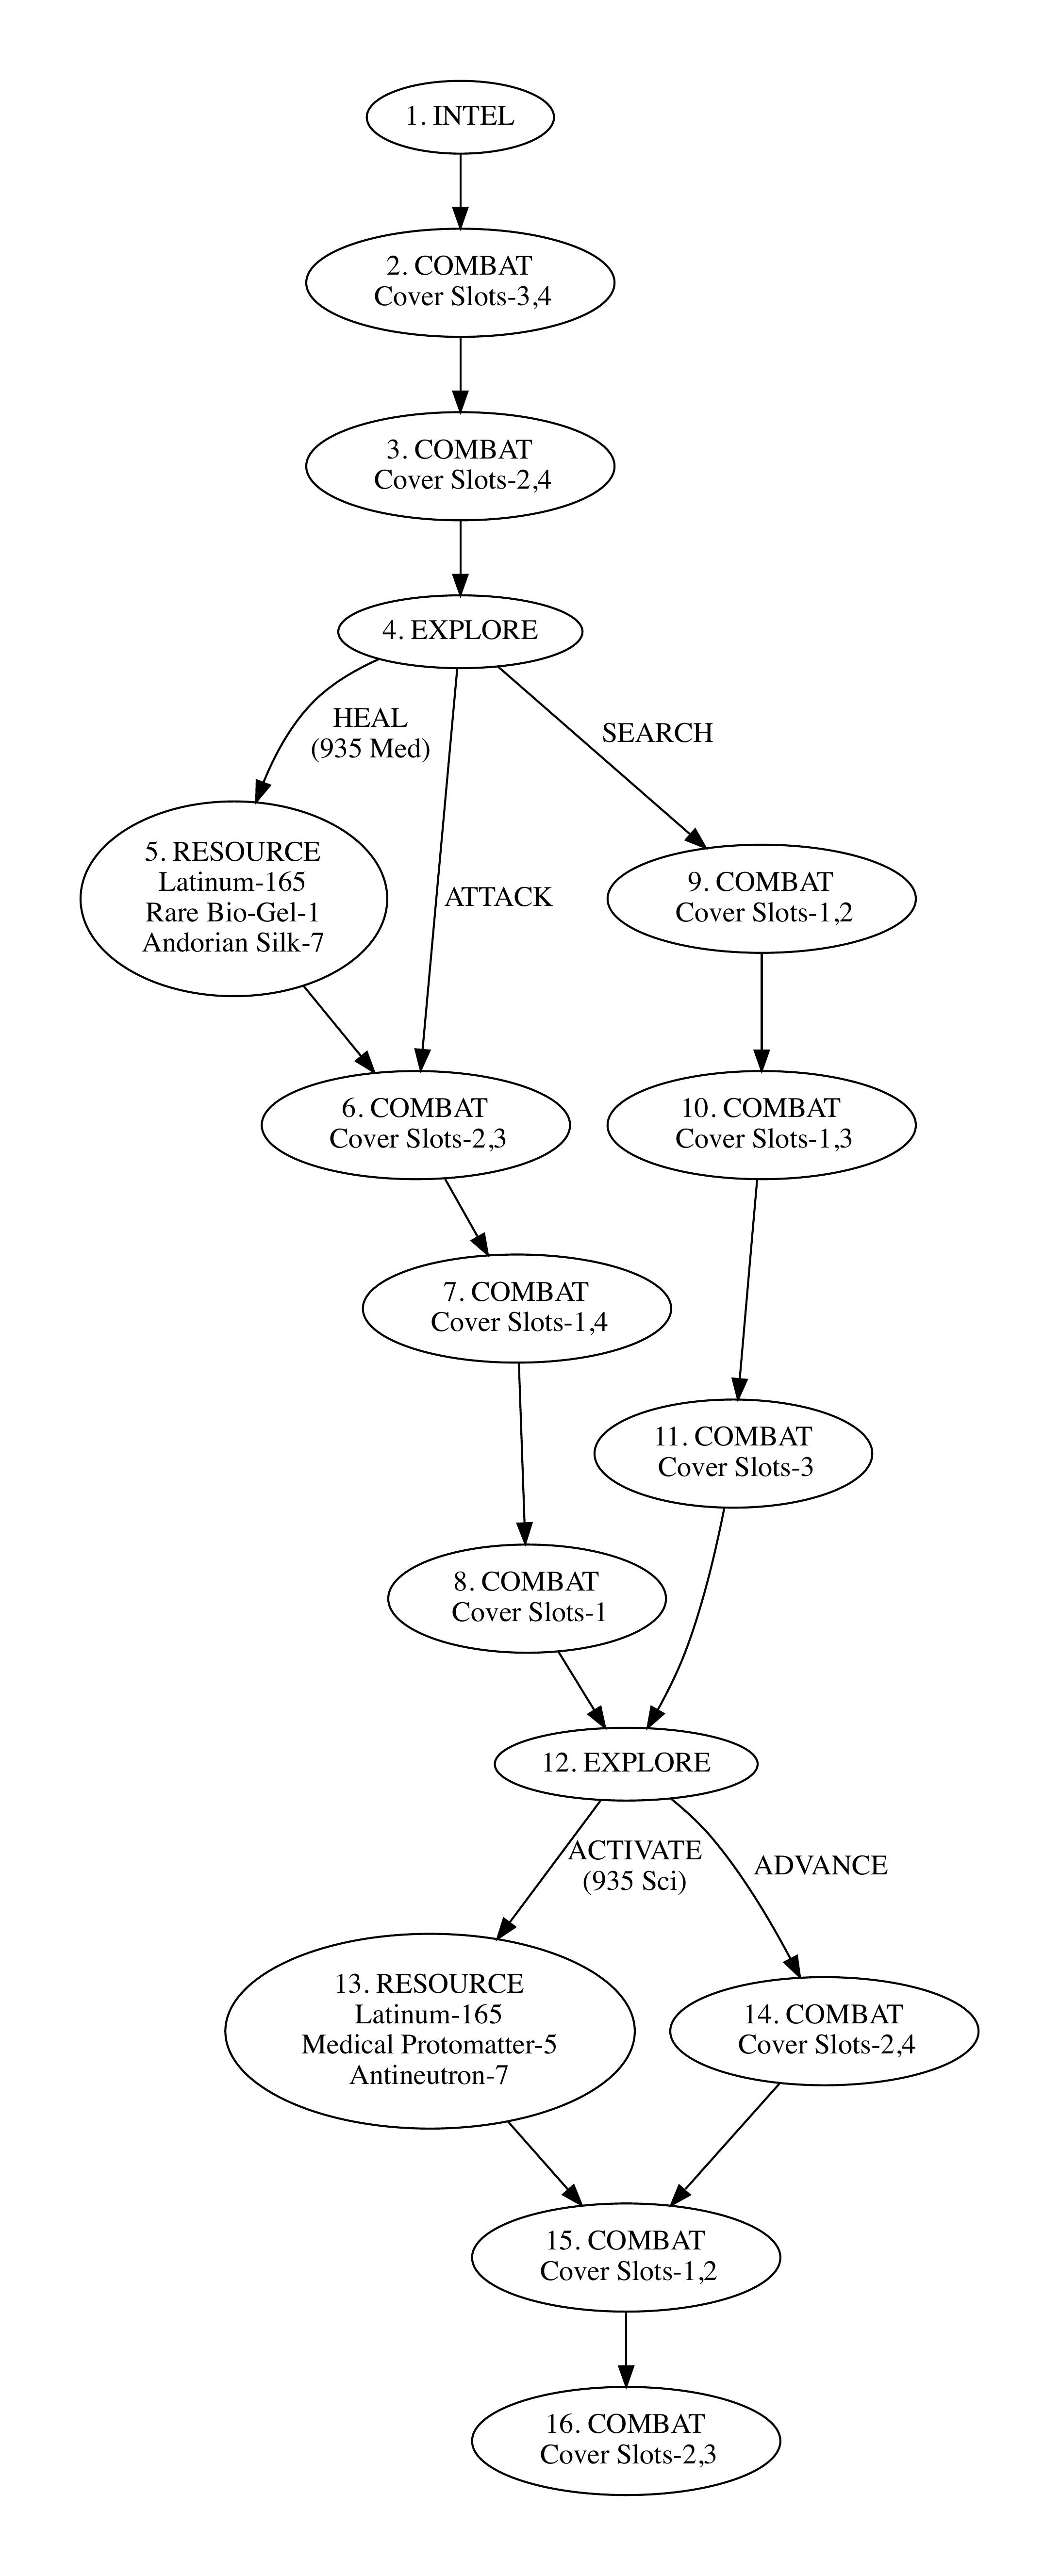 1. INTEL
2. COMBAT
Cover Slots-3,4
3. COMBAT
Cover Slots-2,4
4. EXPLORE
HEAL
(935 Med)
SEARCH
5. RESOURCE
Latinum-165
Rare Bio-Gel-1
Andorian Silk-7
ATTACK
9. COMBAT
Cover Slots-1,2
6. COMBAT
Cover Slots-2,3
10. COMBAT
Cover Slots-1,3
7. COMBAT
Cover Slots-1,4
11. COMBAT
Cover Slots-3
8. COMBAT
Cover Slots-1
12. EXPLORE
ACTIVATE
(935 Sci)
ADVANCE
13. RESOURCE
Latinum-165
Medical Protomatter-5
Antineutron-7
14. COMBAT
Cover Slots-2,4
15. COMBAT
Cover Slots-1,2
16. COMBAT
Cover Slots-2,3